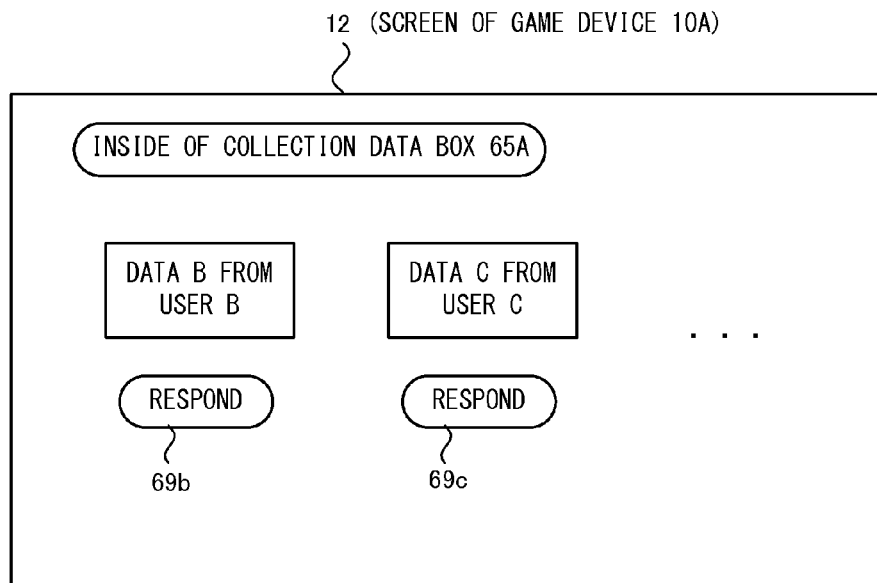 12 (SCREEN OF GAME DEVICE 10A)
INSIDE OF COLLECTION DATA BOX 65A
DATA B FROM
USER B
DATA C FROM
USER C
. . .
RESPOND
RESPOND
69b
69c